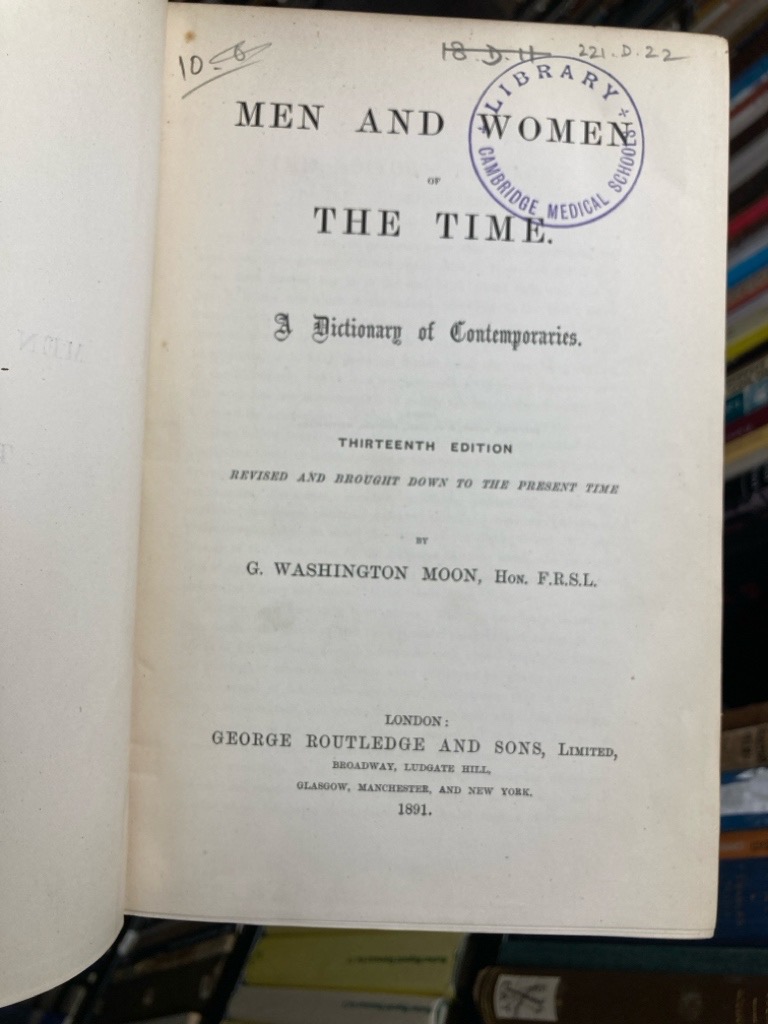 10-6
18.D.11 221.D.22
LIBRARY
CAMBRIDGE MEDICAL SCHOOLS
MEN AND WOMEN
OF
THE TIME.
A Dictionary of Contemporaries.
THIRTEENTH EDITION
REVISED AND BROUGHT DOWN TO THE PRESENT TIME
BY
G. WASHINGTON MOON, HON. F.R.S.L.
LONDON:
GEORGE ROUTLEDGE AND SONS, LIMITED,
BROADWAY, LUDGATE HILL,
GLASGOW, MANCHESTER, AND NEW YORK.
1891.